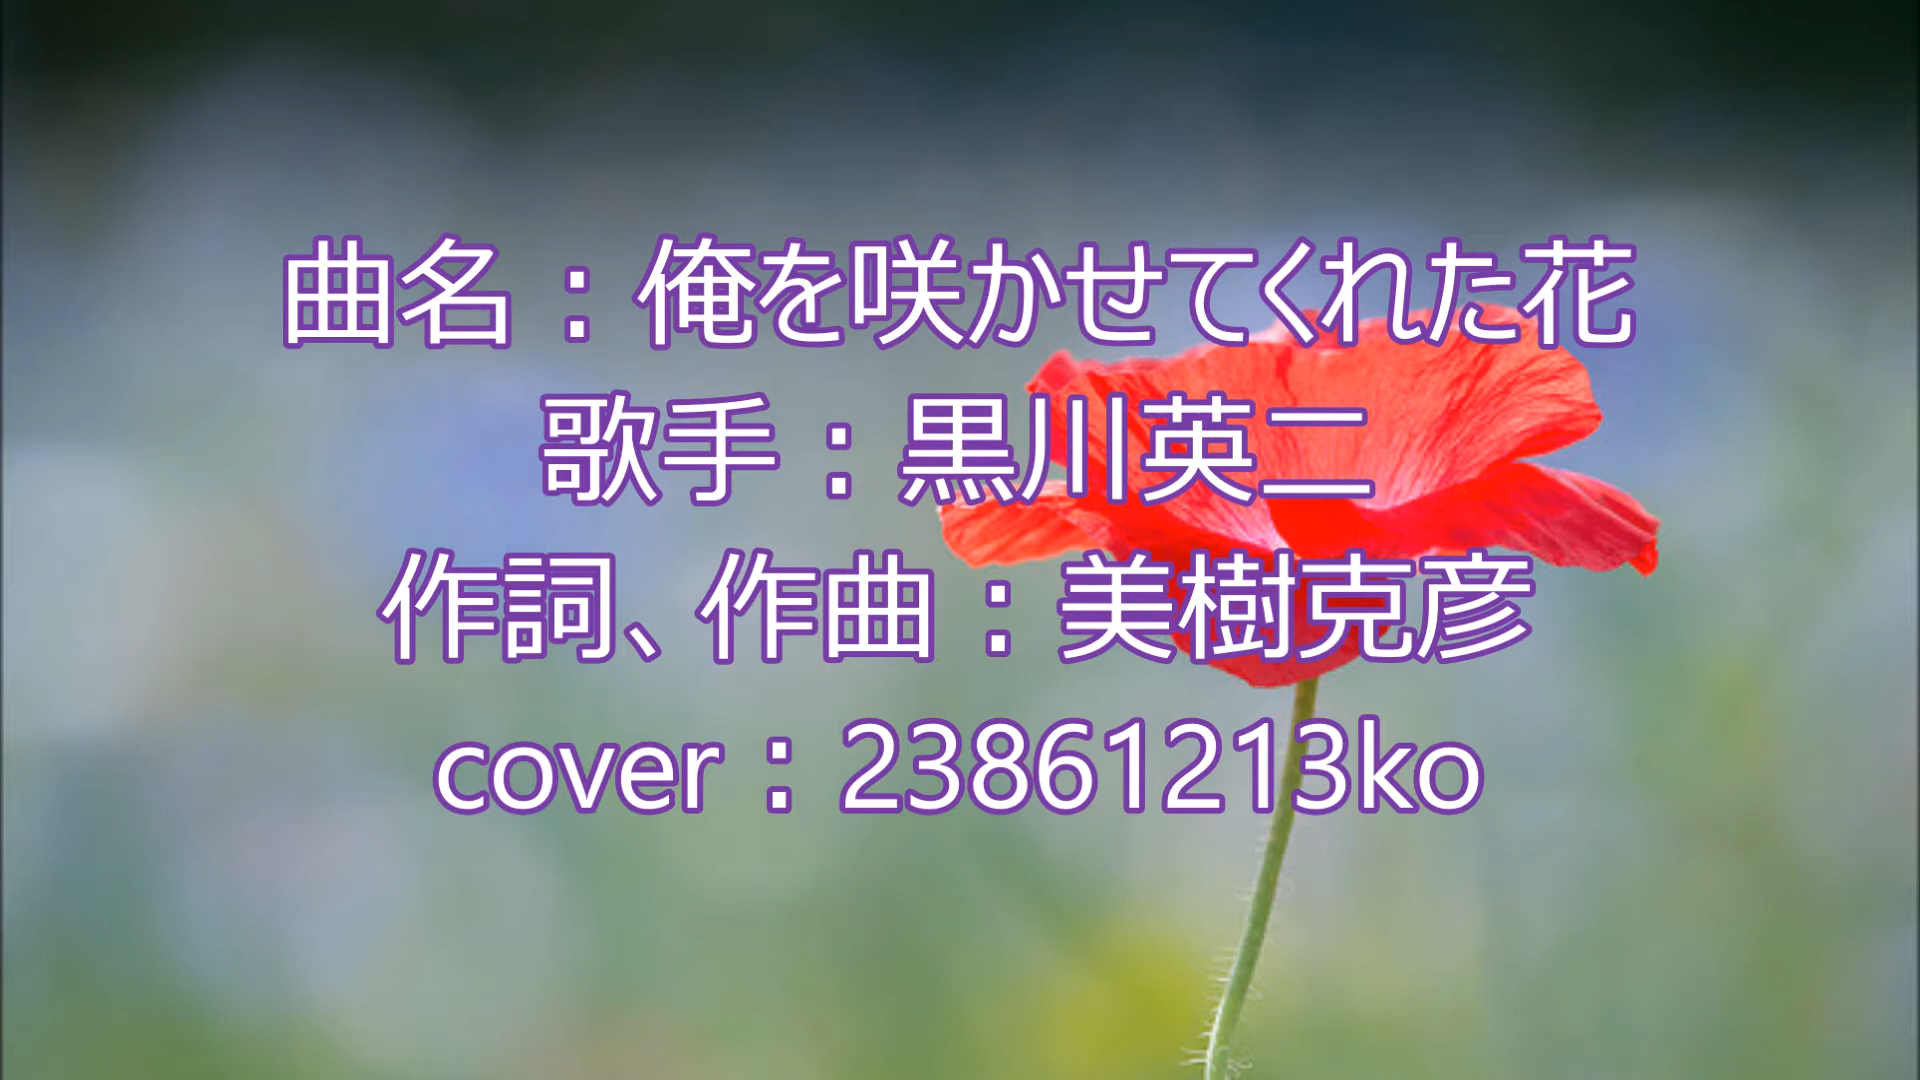 曲名：俺を咲かせてくれた花
歌手：黒川英二
作詞、作曲：美樹克彦
cover：23861213ko